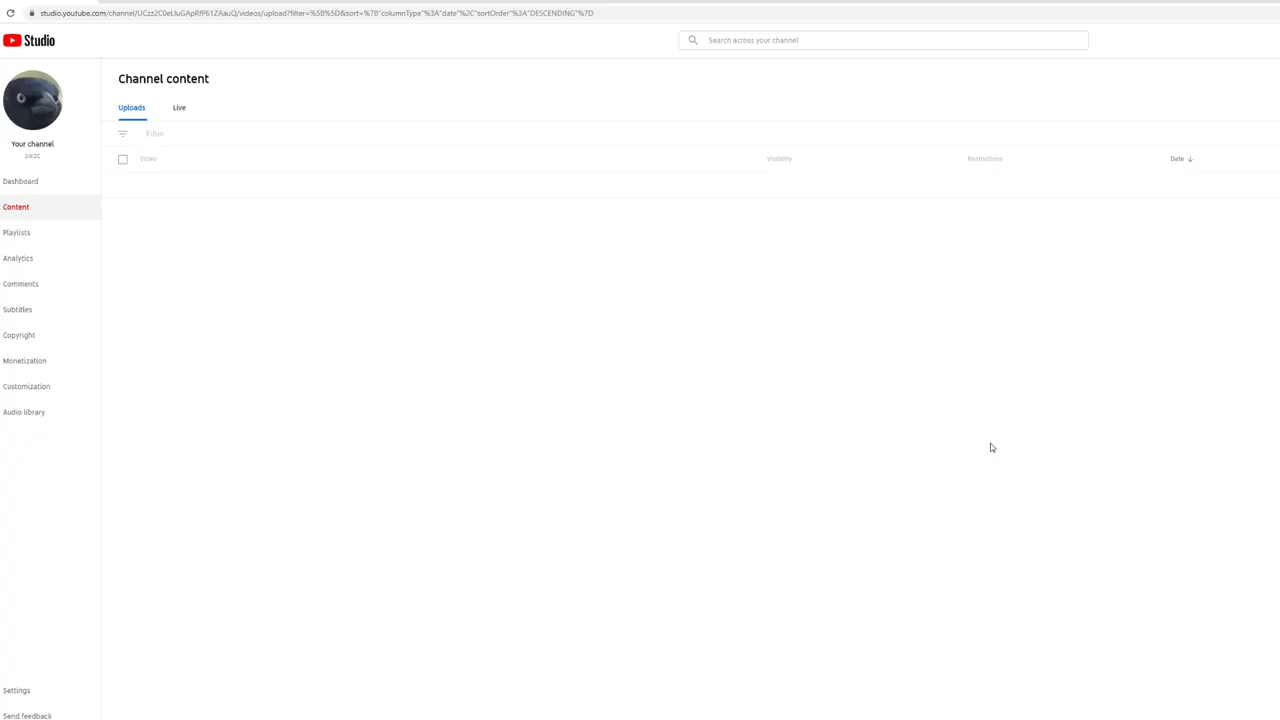 studio.youtube.com/channel/UCzz2C0eLIuGApRfP61ZAauQ/videos/upload?filter=%5B%5D&sort=%7B"columnType"%3A"date"%2C"sortOrder"%3A"DESCENDING"%7D
Studio
Search across your channel
Channel content
Uploads Live
Filter
Video Visibility Restrictions Date
Your channel
Dashboard
Content
Playlists
Analytics
Comments
Subtitles
Copyright
Monetization
Customization
Audio library
Settings
Send feedback